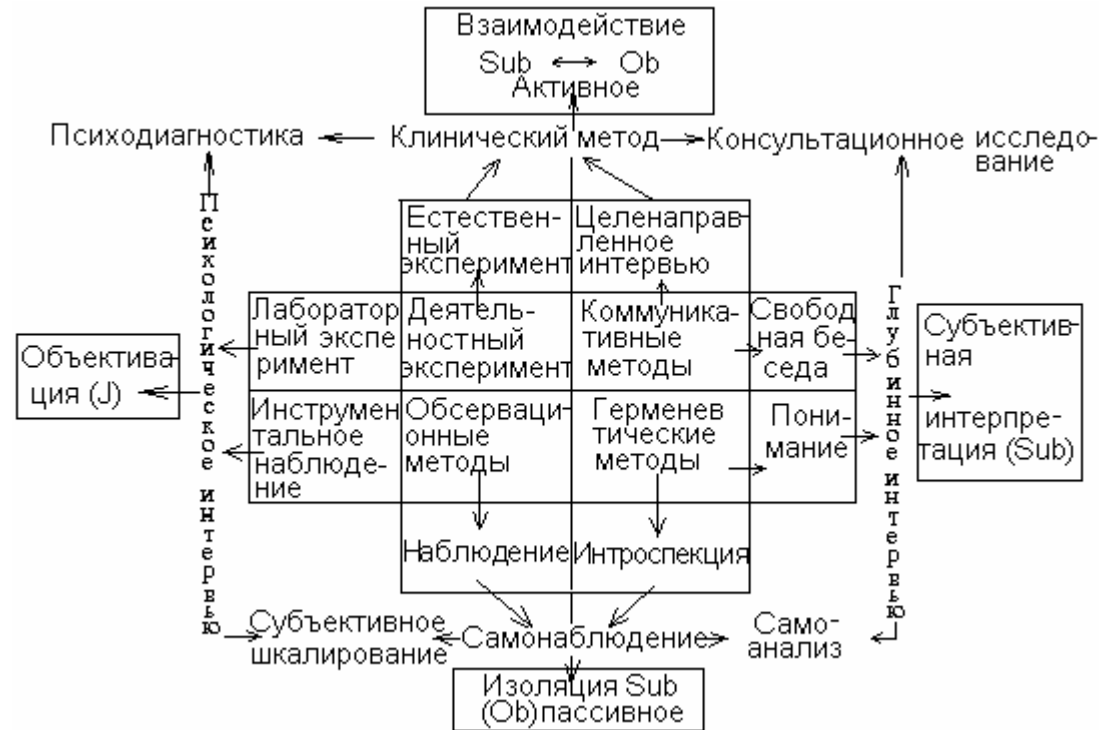 Взаимодействие
Sub ↔ Ob
Активное
Психодиагностика ← Клинический метод → Консультационное исследо-
вание
Естествен-
ный
эксперимент
Целенаправ-
ленное
интервью
Психологическое интервью
Глубинное интервью
Лаборатор
ный экспе
римент
Деятель-
ностный
эксперимент
Коммуника-
тивные
методы
Свобод
ная бе-
седа
Объектива-
ция (J)
Субъектив-
ная
интерпре-
тация (Sub)
Инструмен
тальное
наблюде-
ние
Обсерваци-
онные
методы
Герменев
тические
методы
Пони-
мание
Наблюдение
Интроспекция
Субъективное
шкалирование
Самонаблюдение
Само-
анализ
Изоляция Sub
(Ob)пассивное